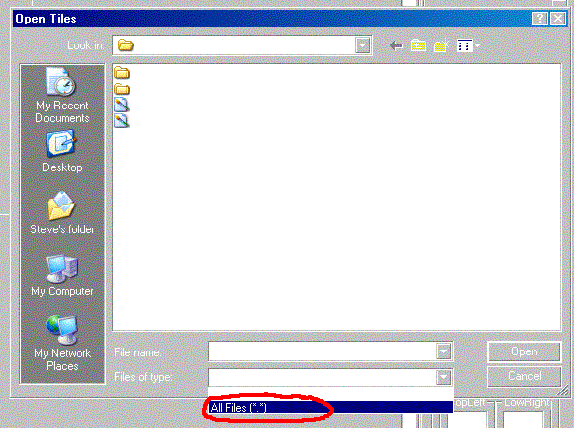 Open Tiles
Look in:
My Recent
Documents
Desktop
Steve's folder
My Computer
My Network
Places
File name:
Open
Files of type:
Cancel
All Files (*.*)
LowRight